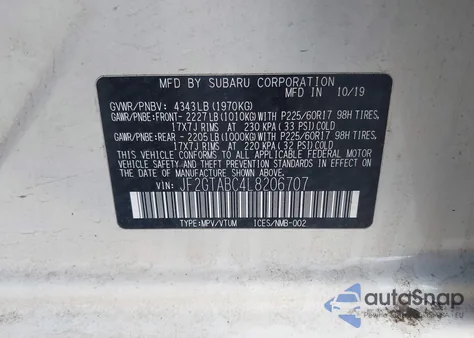 MFD BY SUBARU CORPORATION
MADE IN 10/19
GVWR/PNBV: 4343LB(1970KG)
GAWR/PNBE:FRONT- 2227LB(1010KG)WITH P225/60R17 98H TIRES,
17X7J RIMS AT 230 KPA (33 PSI)COLD
GAWR/PNBE:REAR - 2205LB(1000KG)WITH P225/60R17 98H TIRES,
17X7J RIMS AT 220 KPA (32 PSI)COLD
THIS VEHICLE CONFORMS TO ALL APPLICABLE FEDERAL MOTOR
VEHICLE SAFETY AND THEFT PREVENTION STANDARDS IN EFFECT ON
THE DATE OF MANUFACTURE SHOWN ABOVE.
VIN: JF2GTABC4L8206707
TYPE:MPV/VTUM ICES/NMB-002
autoSnap
by carfast